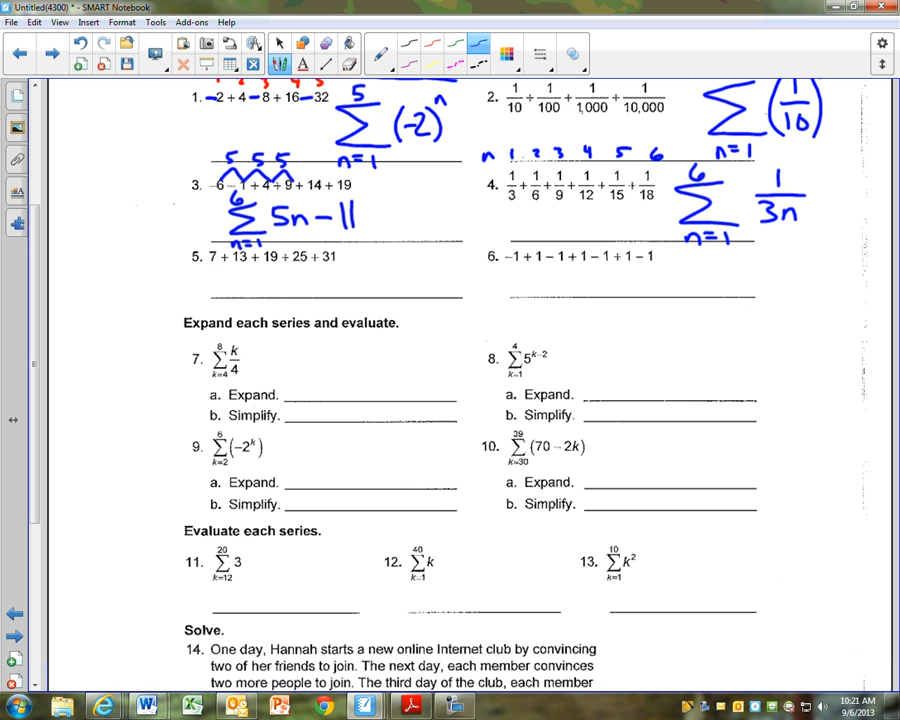 Untitled(4300) * - SMART Notebook
File Edit View Insert Format Tools Add-ons Help
1. –2 + 4 – 8 + 16 – 32
5
∑ (-2)^n
n=1
2. 1/10 + 1/100 + 1/1,000 + 1/10,000
∑ (1/10)
n=1
5 5 5
3. –6 – 1 + 4 + 9 + 14 + 19
6
∑ 5n - 11
n=1
n 1 2 3 4 5 6
4. 1/3 + 1/6 + 1/9 + 1/12 + 1/15 + 1/18
6
∑ 1/3n
n=1
5. 7 + 13 + 19 + 25 + 31
6. –1 + 1 – 1 + 1 – 1 + 1 – 1
Expand each series and evaluate.
7. 8 ∑ k=4 k/4
a. Expand.
b. Simplify.
8. 4 ∑ k=1 5^k–2
a. Expand.
b. Simplify.
9. 6 ∑ k=2 (–2^k)
a. Expand.
b. Simplify.
10. 39 ∑ k=30 (70 – 2k)
a. Expand.
b. Simplify.
Evaluate each series.
11. 20 ∑ k=12 3
12. 40 ∑ k=1 k
13. 10 ∑ k=1 k²
Solve.
14. One day, Hannah starts a new online Internet club by convincing
two of her friends to join. The next day, each member convinces
two more people to join. The third day of the club, each member
10:21 AM
9/6/2013